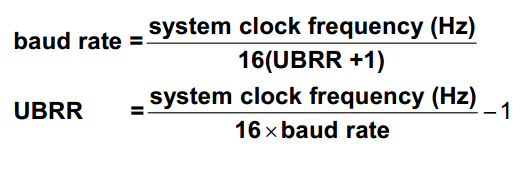 baud rate = system clock frequency (Hz)
16(UBRR +1)
UBRR = system clock frequency (Hz) – 1
16 × baud rate